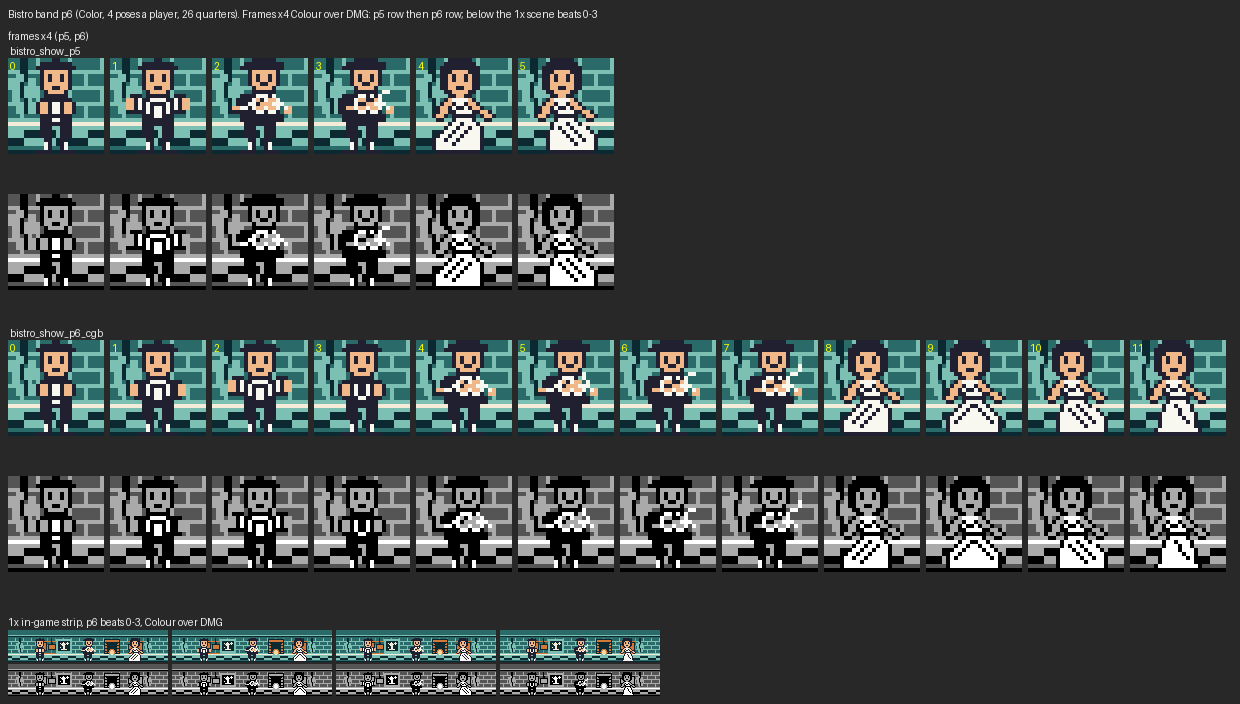 Bistro band p6 (Color, 4 poses a player, 26 quarters). Frames x4 Colour over DMG: p5 row then p6 row; below the 1x scene beats 0-3
frames x4 (p5, p6)
bistro_show_p5
0 1 2 3 4 5
bistro_show_p6_cgb
0 1 2 3 4 5 6 7 8 9 10 11
1x in-game strip, p6 beats 0-3, Colour over DMG